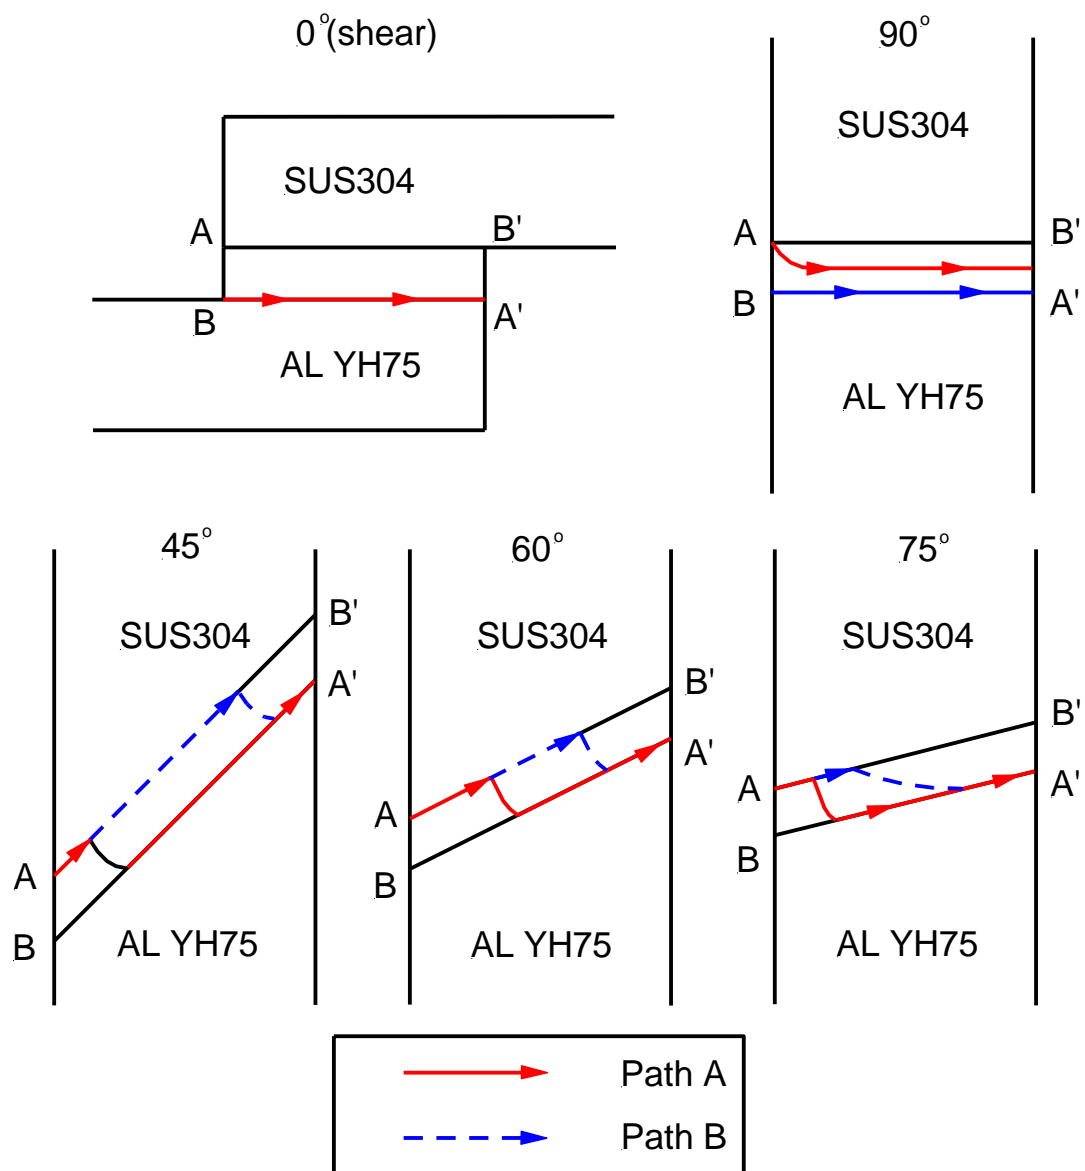 0°(shear)
SUS304
A
B'
B
A'
AL YH75
90°
SUS304
A
B'
B
A'
AL YH75
45°
B'
SUS304
A'
A
B
AL YH75
60°
SUS304
B'
A'
A
B
AL YH75
75°
SUS304
B'
A
A'
B
AL YH75
Path A
Path B